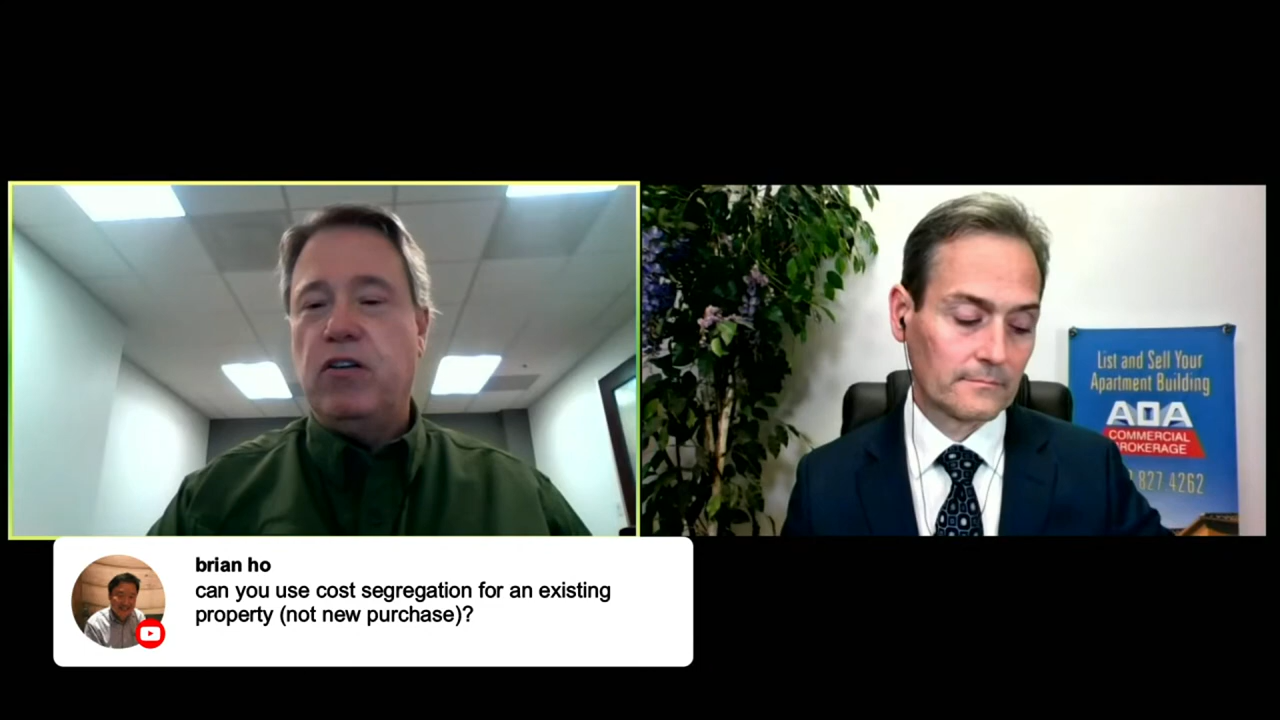 List and Sell Your
Apartment Building
AOA
COMMERCIAL
BROKERAGE
827 4262
brian ho
can you use cost segregation for an existing
property (not new purchase)?